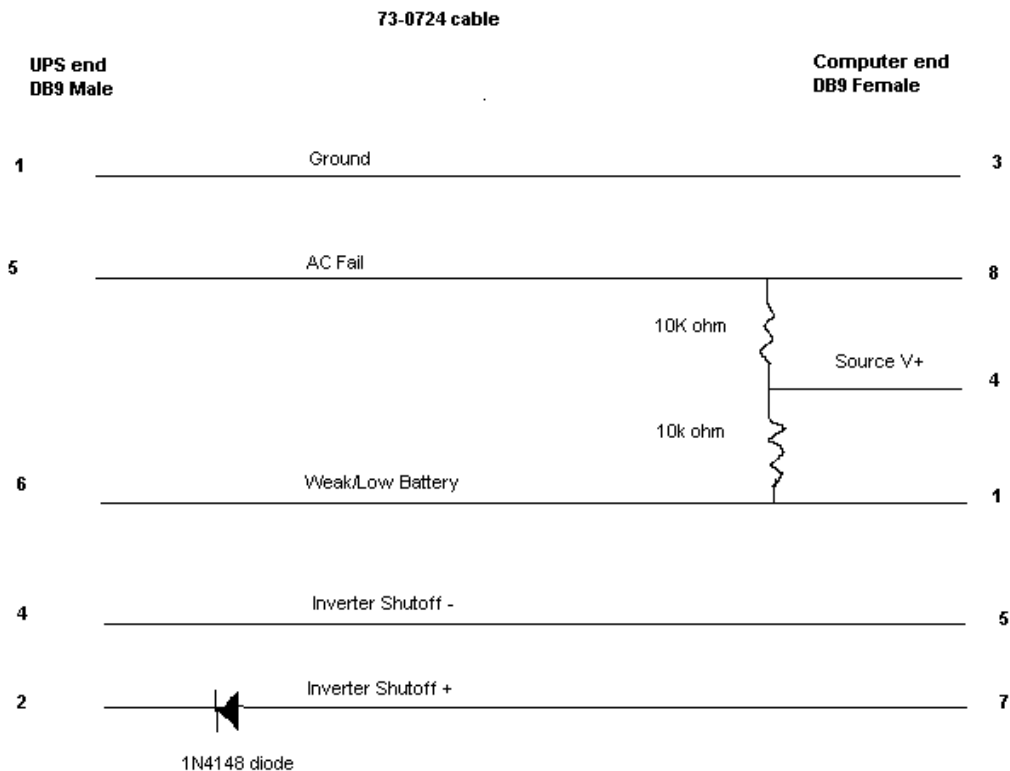 73-0724 cable
UPS end
DB9 Male
Computer end
DB9 Female
1
Ground
3
5
AC Fail
8
10K ohm
Source V+
4
10k ohm
6
Weak/Low Battery
1
4
Inverter Shutoff -
5
2
Inverter Shutoff +
7
1N4148 diode